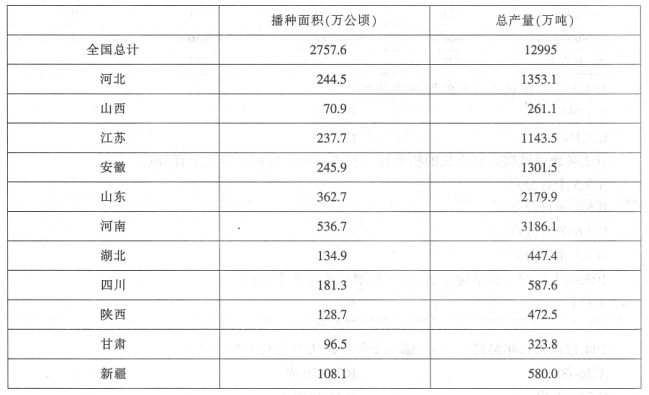 播种面积(万公顷) 总产量(万吨)
全国总计 2757.6 12995
河北 244.5 1353.1
山西 70.9 261.1
江苏 237.7 1143.5
安徽 245.9 1301.5
山东 362.7 2179.9
河南 536.7 3186.1
湖北 134.9 447.4
四川 181.3 587.6
陕西 128.7 472.5
甘肃 96.5 323.8
新疆 108.1 580.0